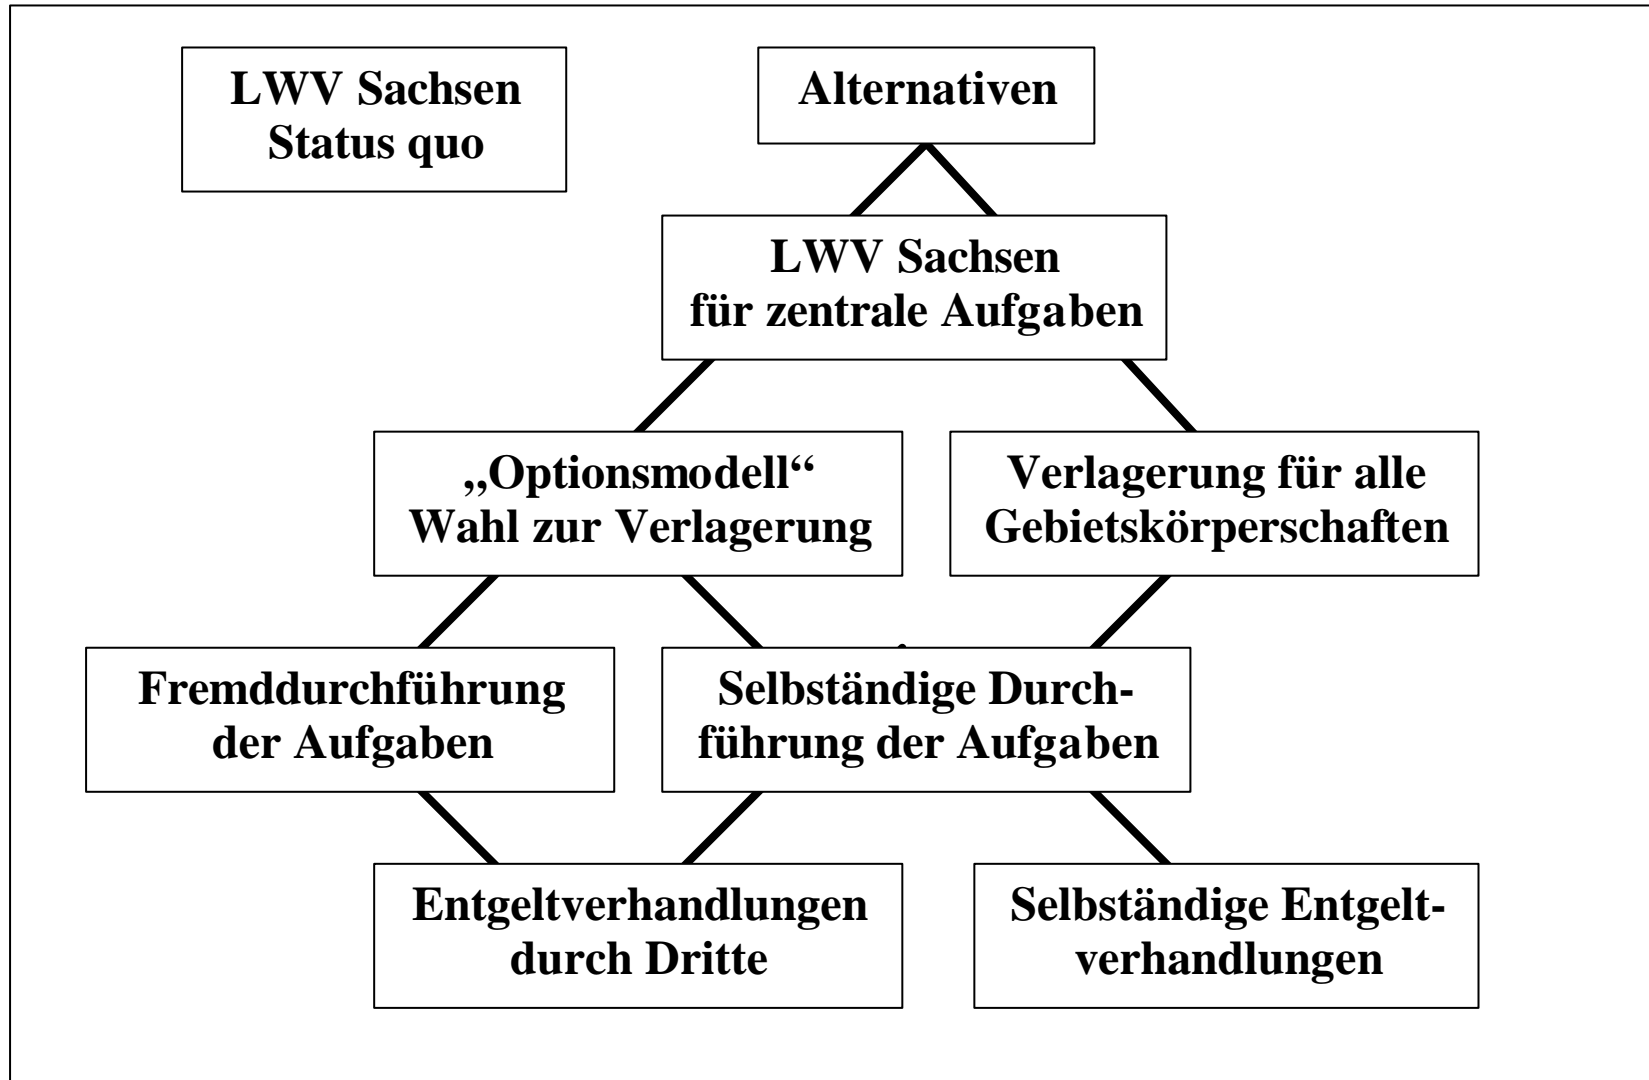 LWV Sachsen
Status quo
Alternativen
LWV Sachsen
für zentrale Aufgaben
„Optionsmodell“
Wahl zur Verlagerung
Verlagerung für alle
Gebietskörperschaften
Fremddurchführung
der Aufgaben
Selbständige Durch-
führung der Aufgaben
Entgeltverhandlungen
durch Dritte
Selbständige Entgelt-
verhandlungen